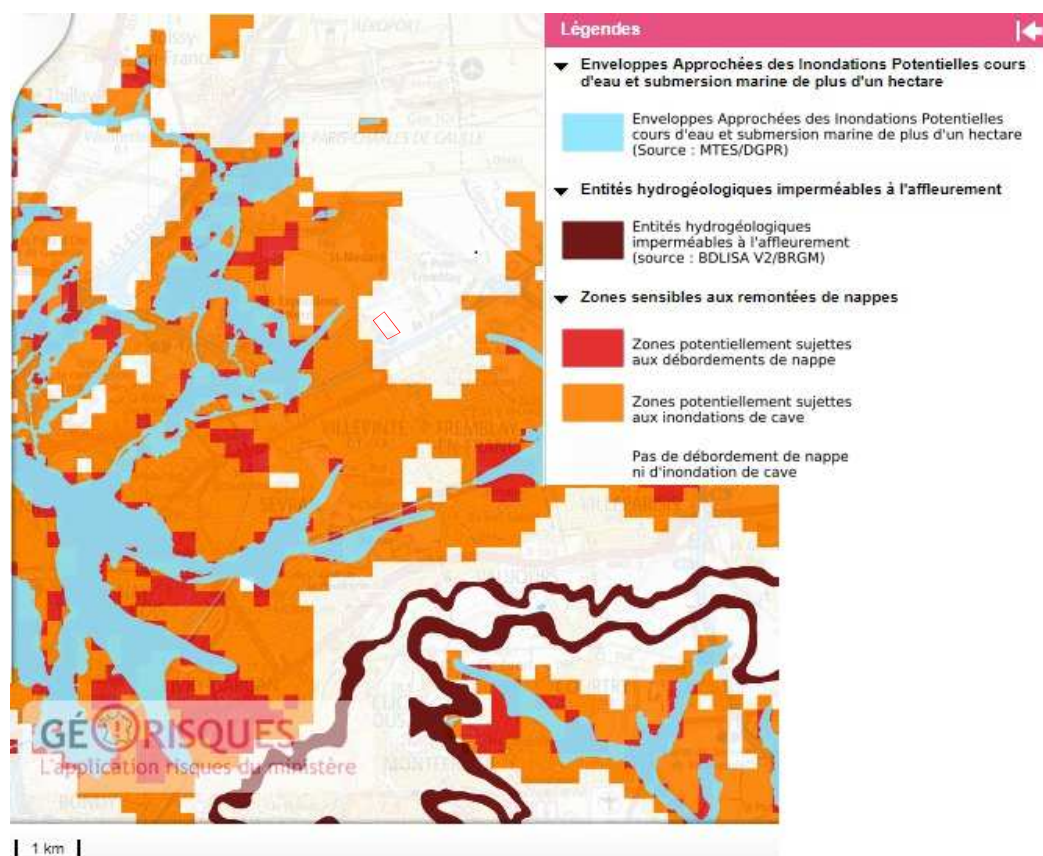 Légendes
Enveloppes Approchées des Inondations Potentielles cours
d'eau et submersion marine de plus d'un hectare
Enveloppes Approchées des Inondations Potentielles
cours d'eau et submersion marine de plus d'un hectare
(Source : MTES/DGPR)
Entités hydrogéologiques imperméables à l'affleurement
Entités hydrogéologiques
imperméables à l'affleurement
(source : BDLISA V2/BRGM)
Zones sensibles aux remontées de nappes
Zones potentiellement sujettes
aux débordements de nappe
Zones potentiellement sujettes
aux inondations de cave
Pas de débordement de nappe
ni d'inondation de cave
VILLEPINTE
GÉORISQUES
L'application risques du ministère
1 km